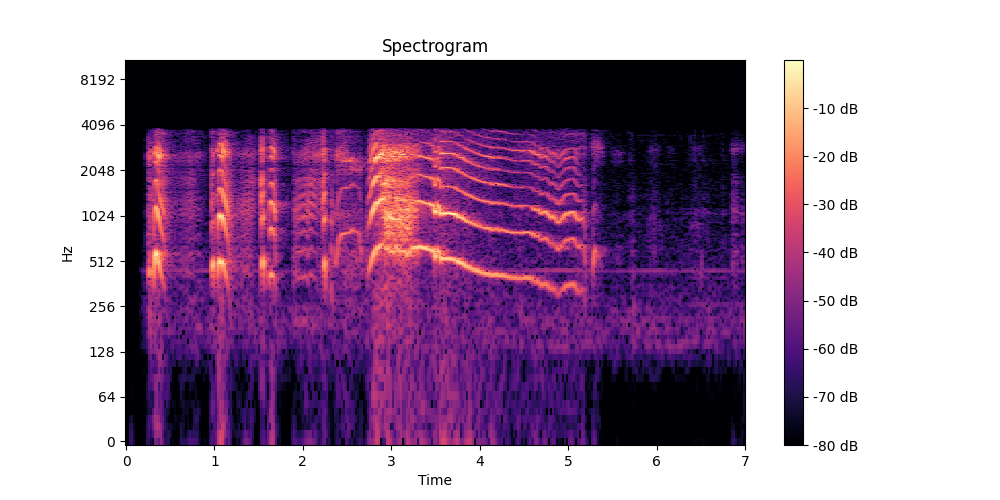 Spectrogram
8192
4096
2048
1024
512
256
128
64
0
Hz
0 1 2 3 4 5 6 7
Time
-10 dB
-20 dB
-30 dB
-40 dB
-50 dB
-60 dB
-70 dB
-80 dB